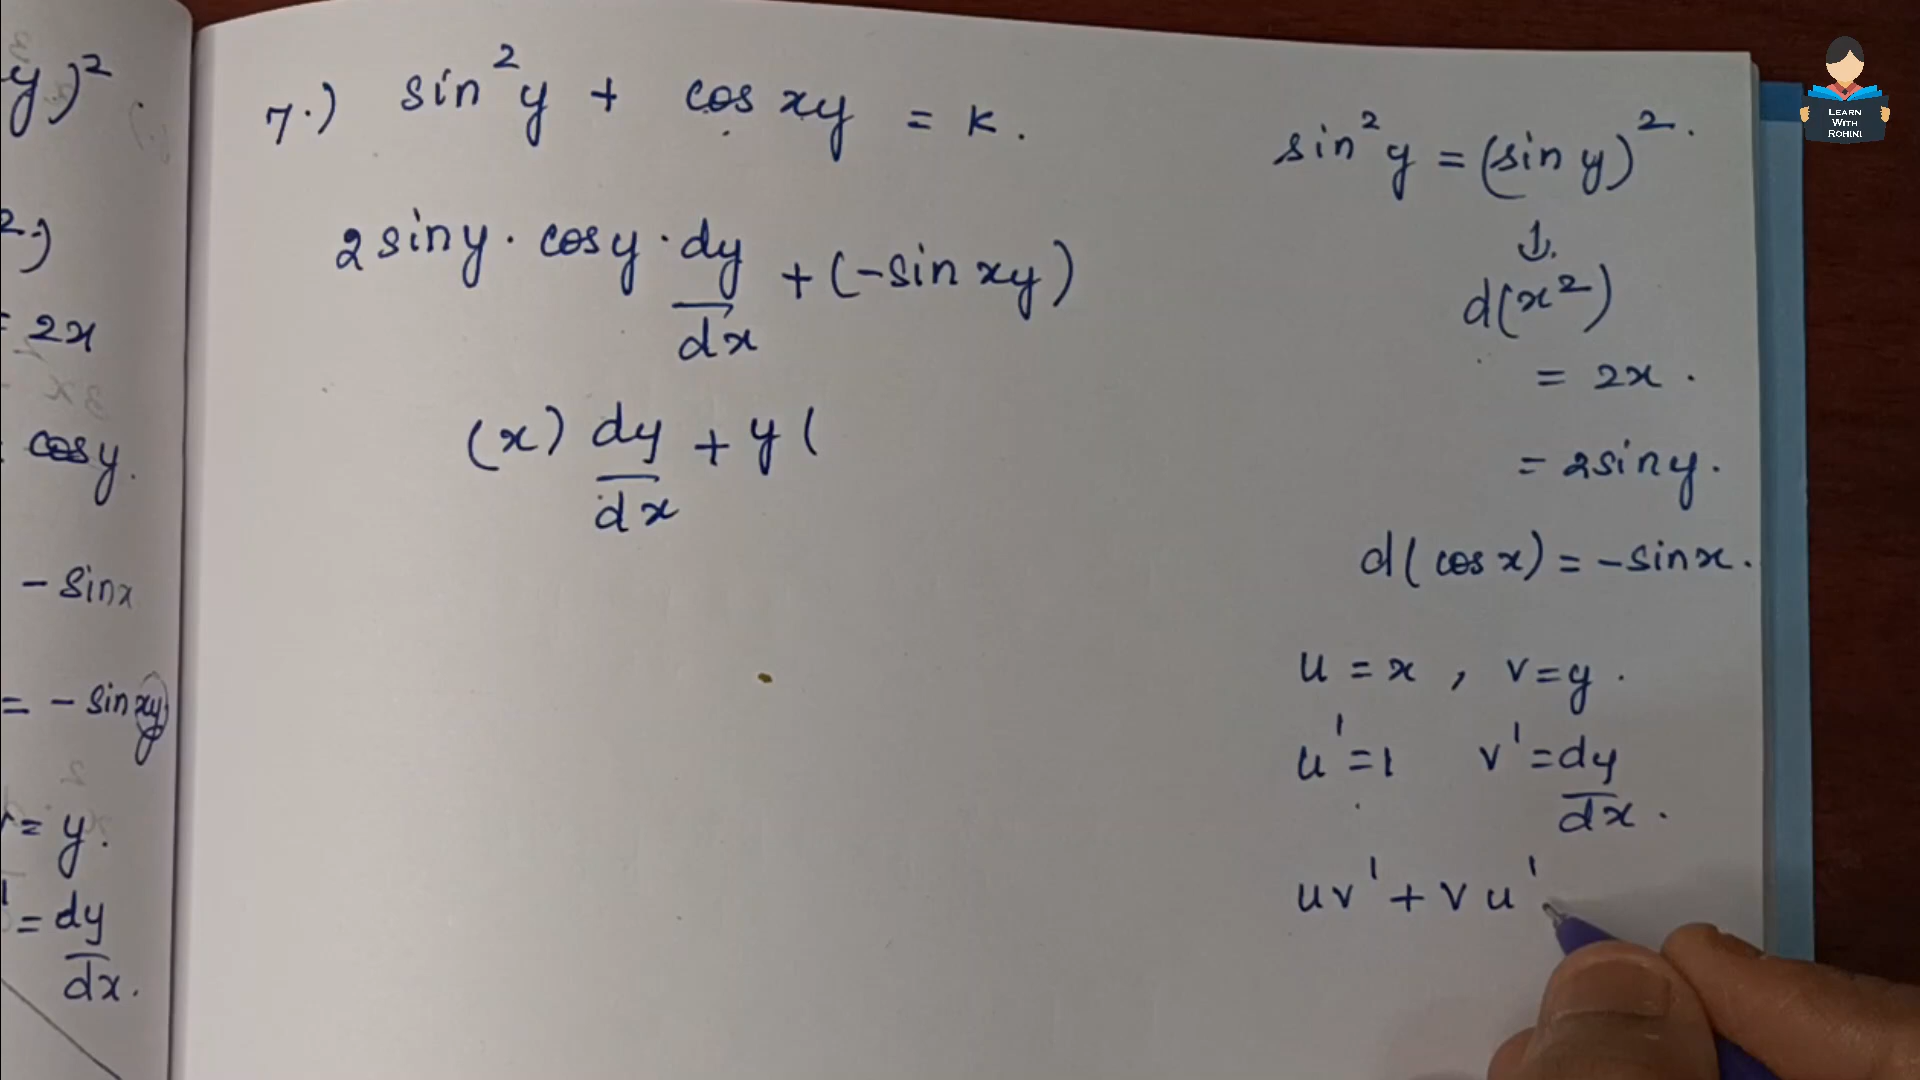 y)²
²)
= 2x
cosy.
- sinx
= - sin xy
= y.
' = dy
dx.
7.) sin²y + cos xy = K.
2siny. cosy. dy/dx + (-sin xy)
(x) dy/dx + y (
sin²y = (sin y)².
↓.
d(x²)
= 2x.
= 2siny.
d( cos x) = -sinx.
u = x , v = y.
u' = 1 v' = dy/dx.
uv' + vu'
LEARN
WITH
ROHINI